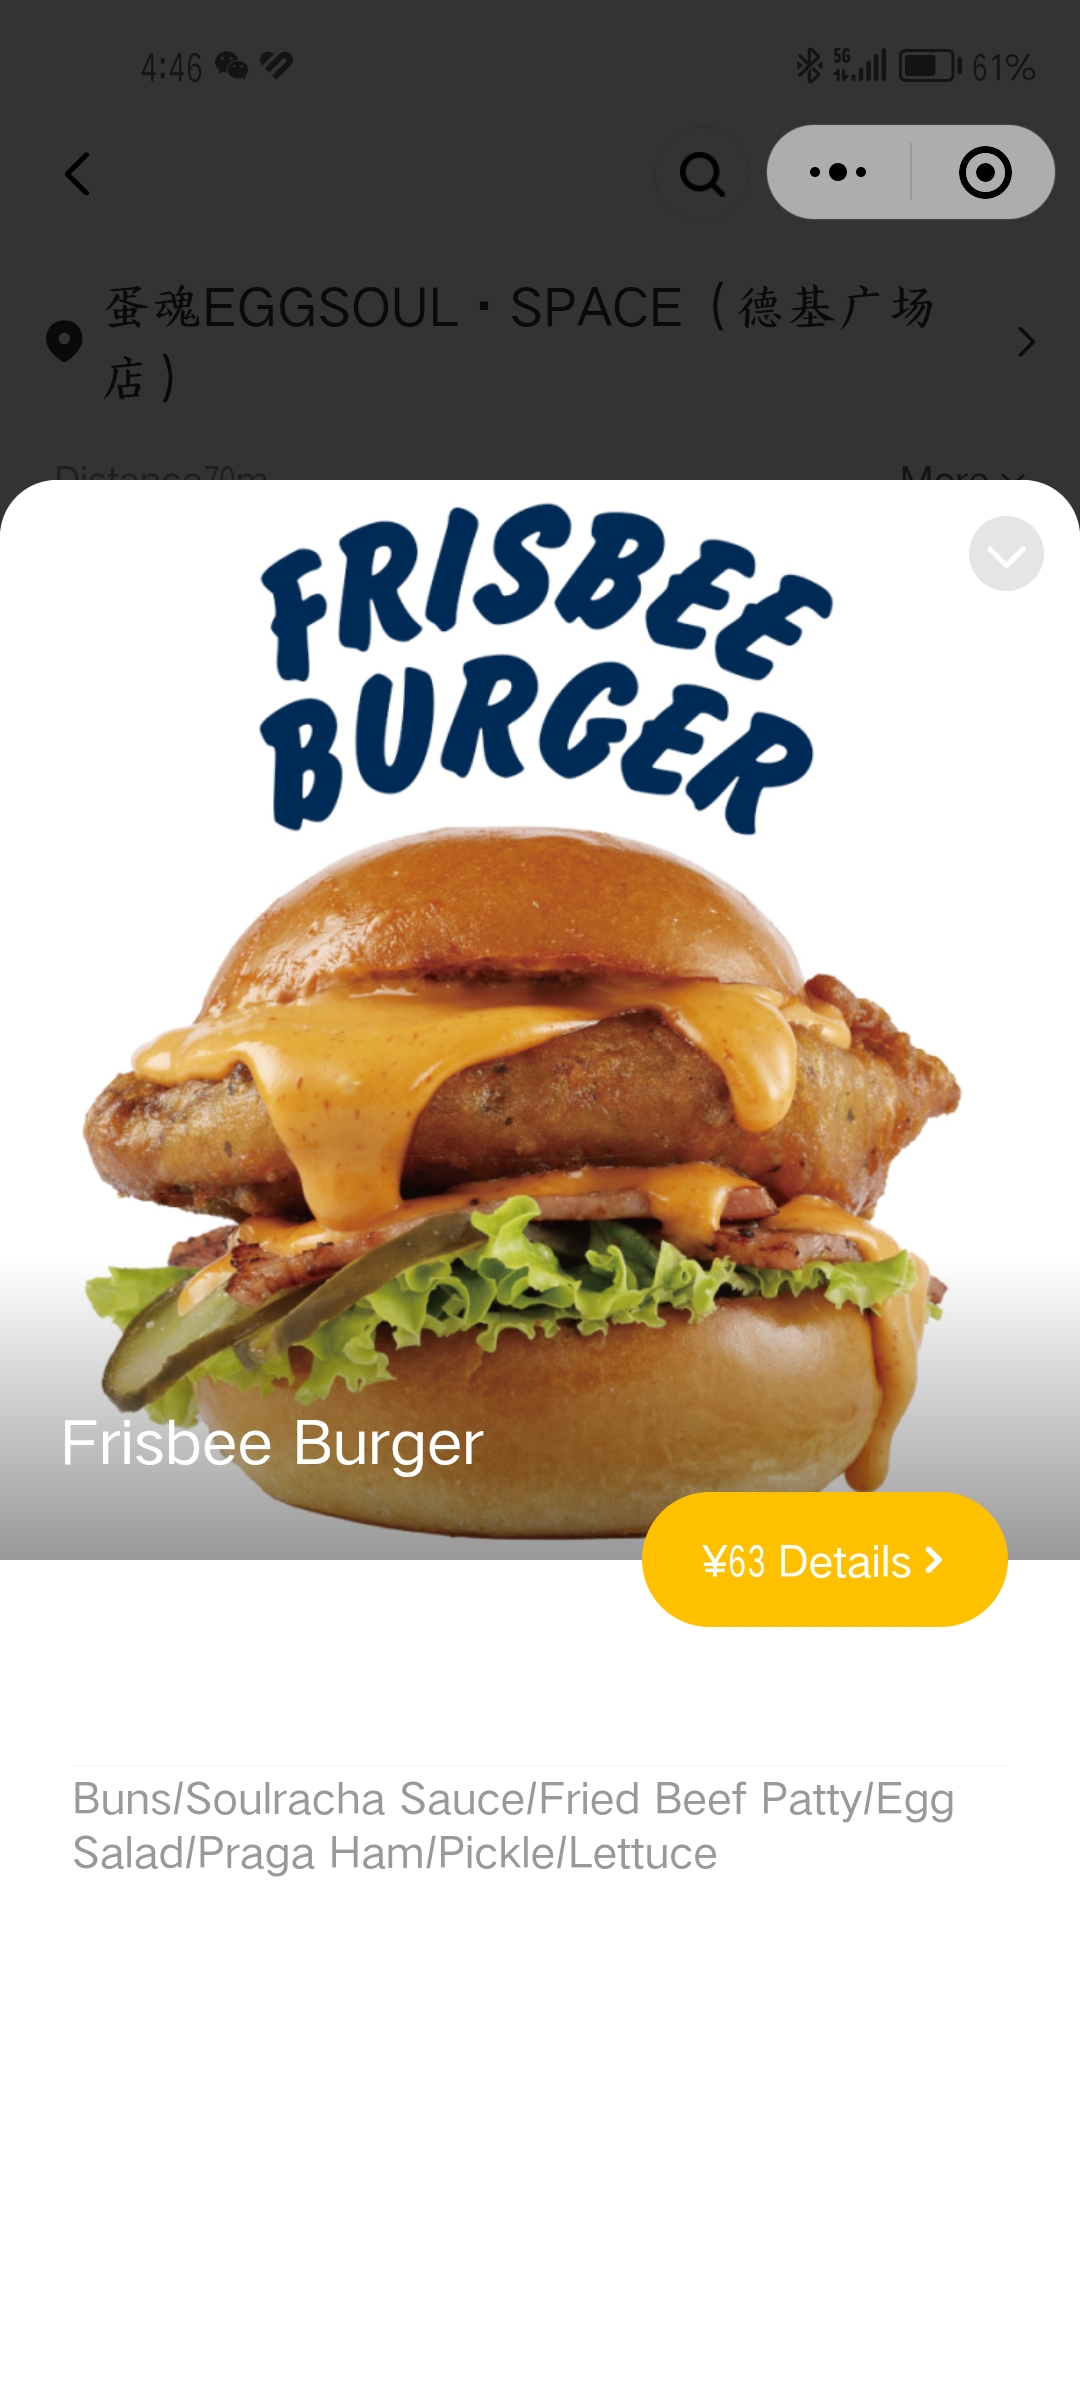 4:46
5G
61%
蛋魂EGGSOUL · SPACE（德基广场
店）
Distance70m
More
FRISBEE
BURGER
Frisbee Burger
¥63 Details
Buns/Soulracha Sauce/Fried Beef Patty/Egg
Salad/Praga Ham/Pickle/Lettuce